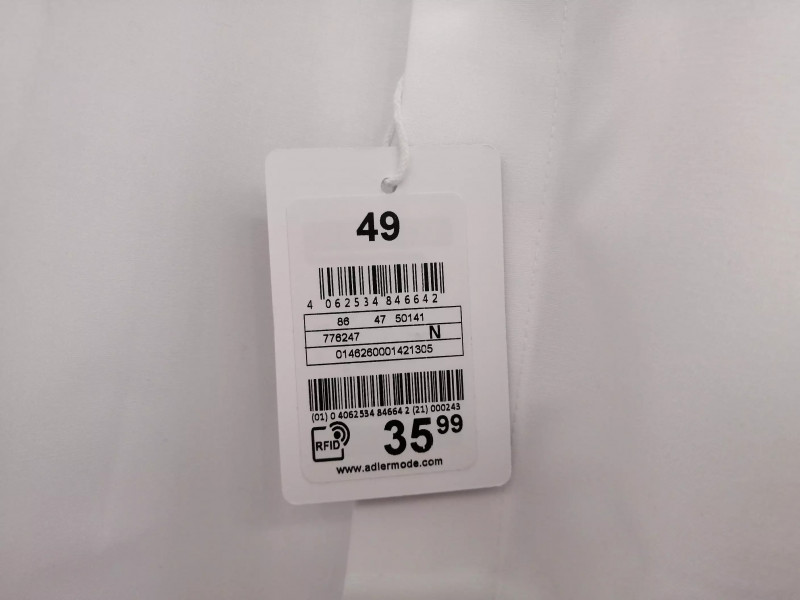 49
4 062534 846642
86 47 50141
776247 N
0146260001421305
(01) 0 4062534 84664 2 (21) 000243
RFID 35 99
www.adlermode.com